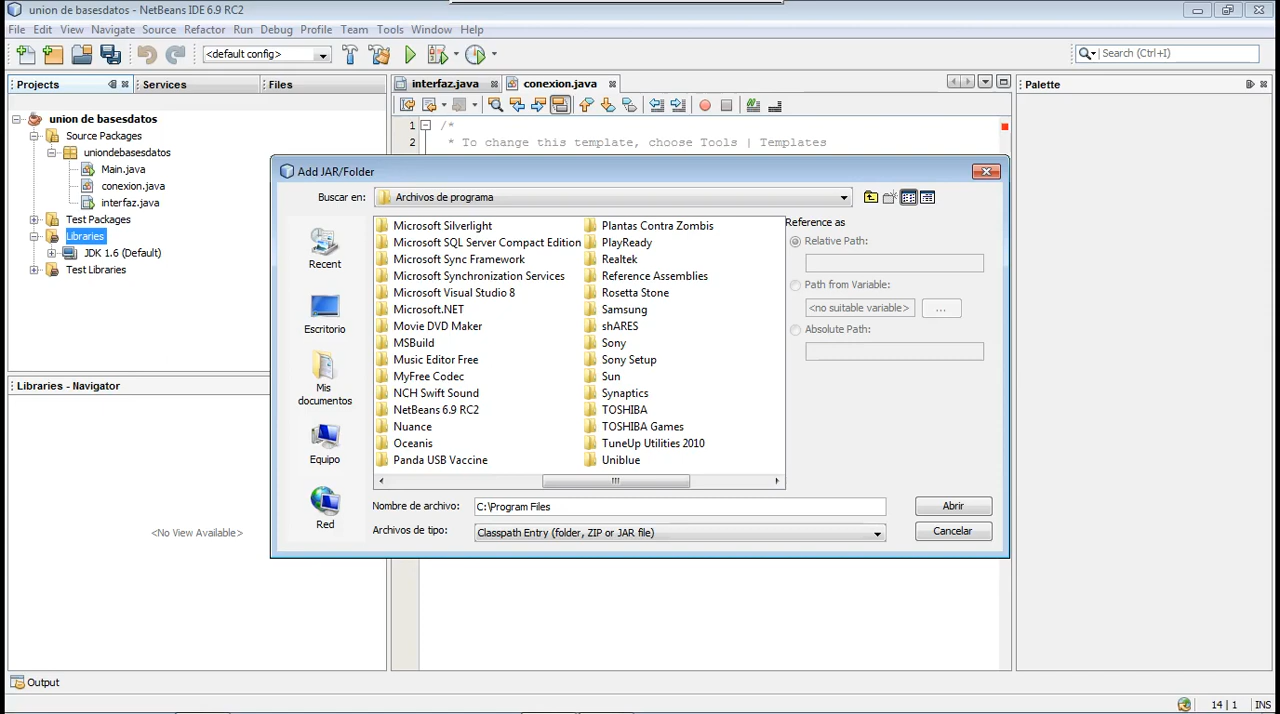 union de basesdatos - NetBeans IDE 6.9 RC2
File Edit View Navigate Source Refactor Run Debug Profile Team Tools Window Help
<default config>
Search (Ctrl+I)
Projects
Services
Files
interfaz.java
conexion.java
Palette
union de basesdatos
Source Packages
uniondebasesdatos
Main.java
conexion.java
interfaz.java
Test Packages
Libraries
JDK 1.6 (Default)
Test Libraries
1 /*
2 * To change this template, choose Tools | Templates
Add JAR/Folder
Buscar en:
Archivos de programa
Recent
Escritorio
Mis
documentos
Equipo
Red
Microsoft Silverlight
Microsoft SQL Server Compact Edition
Microsoft Sync Framework
Microsoft Synchronization Services
Microsoft Visual Studio 8
Microsoft.NET
Movie DVD Maker
MSBuild
Music Editor Free
MyFree Codec
NCH Swift Sound
NetBeans 6.9 RC2
Nuance
Oceanis
Panda USB Vaccine
Plantas Contra Zombis
PlayReady
Realtek
Reference Assemblies
Rosetta Stone
Samsung
shARES
Sony
Sony Setup
Sun
Synaptics
TOSHIBA
TOSHIBA Games
TuneUp Utilities 2010
Uniblue
Reference as
Relative Path:
Path from Variable:
<no suitable variable>
...
Absolute Path:
Nombre de archivo:
C:\Program Files
Abrir
Archivos de tipo:
Classpath Entry (folder, ZIP or JAR file)
Cancelar
Libraries - Navigator
<No View Available>
Output
14 | 1
INS